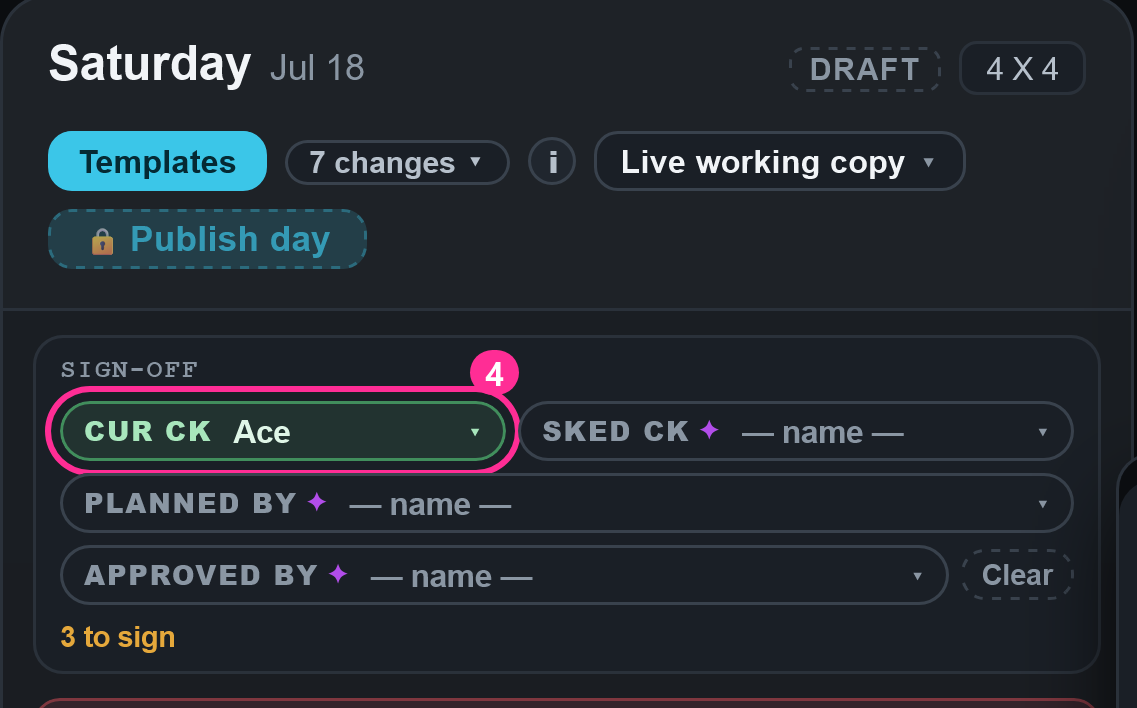 Saturday Jul 18 DRAFT 4 X 4
Templates 7 changes ▼ i Live working copy ▼
🔒 Publish day
SIGN-OFF
4
CUR CK Ace ▼ SKED CK ✦ — name — ▼
PLANNED BY ✦ — name — ▼
APPROVED BY ✦ — name — ▼ Clear
3 to sign